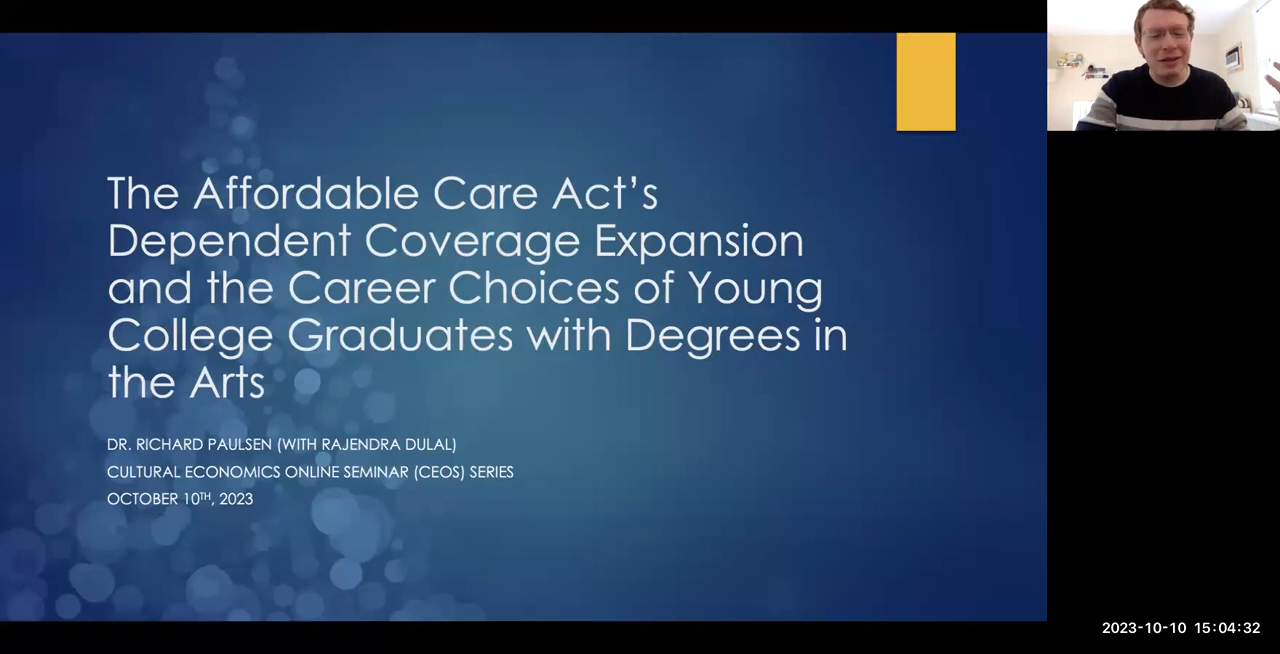 The Affordable Care Act’s
Dependent Coverage Expansion
and the Career Choices of Young
College Graduates with Degrees in
the Arts
DR. RICHARD PAULSEN (WITH RAJENDRA DULAL)
CULTURAL ECONOMICS ONLINE SEMINAR (CEOS) SERIES
OCTOBER 10TH, 2023
2023-10-10 15:04:32